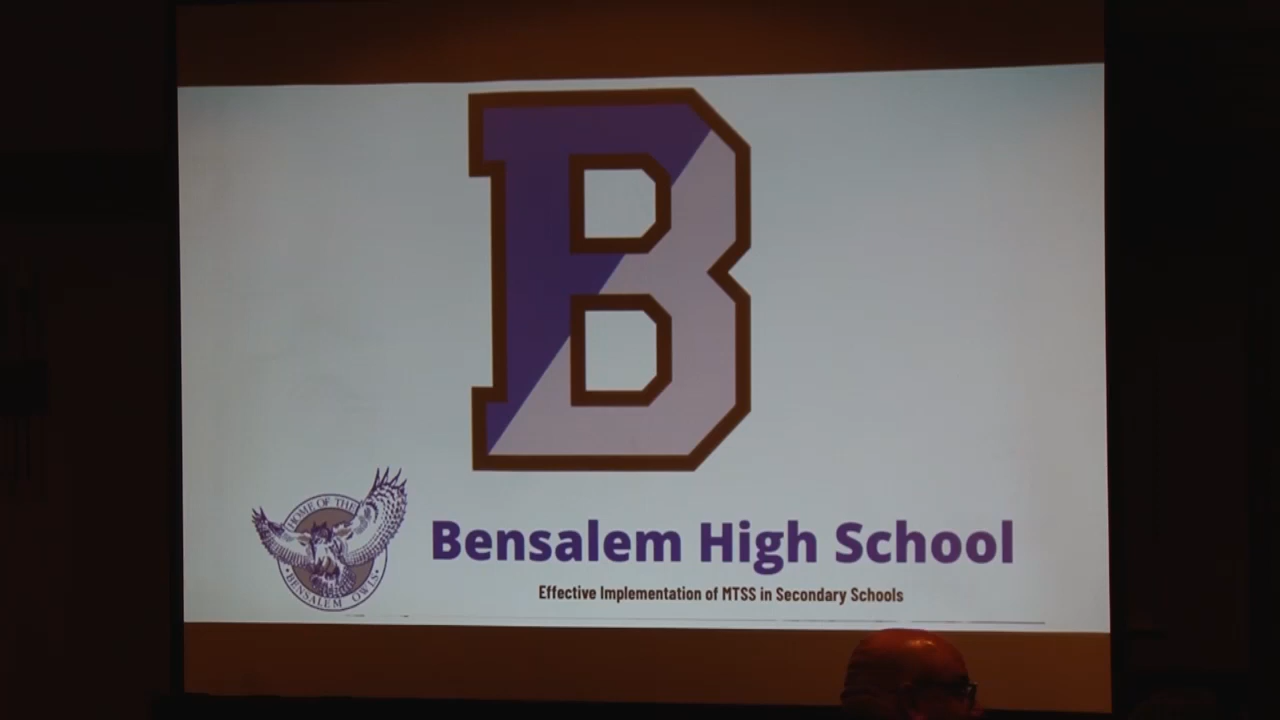 B
HOME OF THE
BENSALEM OWLS
Bensalem High School
Effective Implementation of MTSS in Secondary Schools